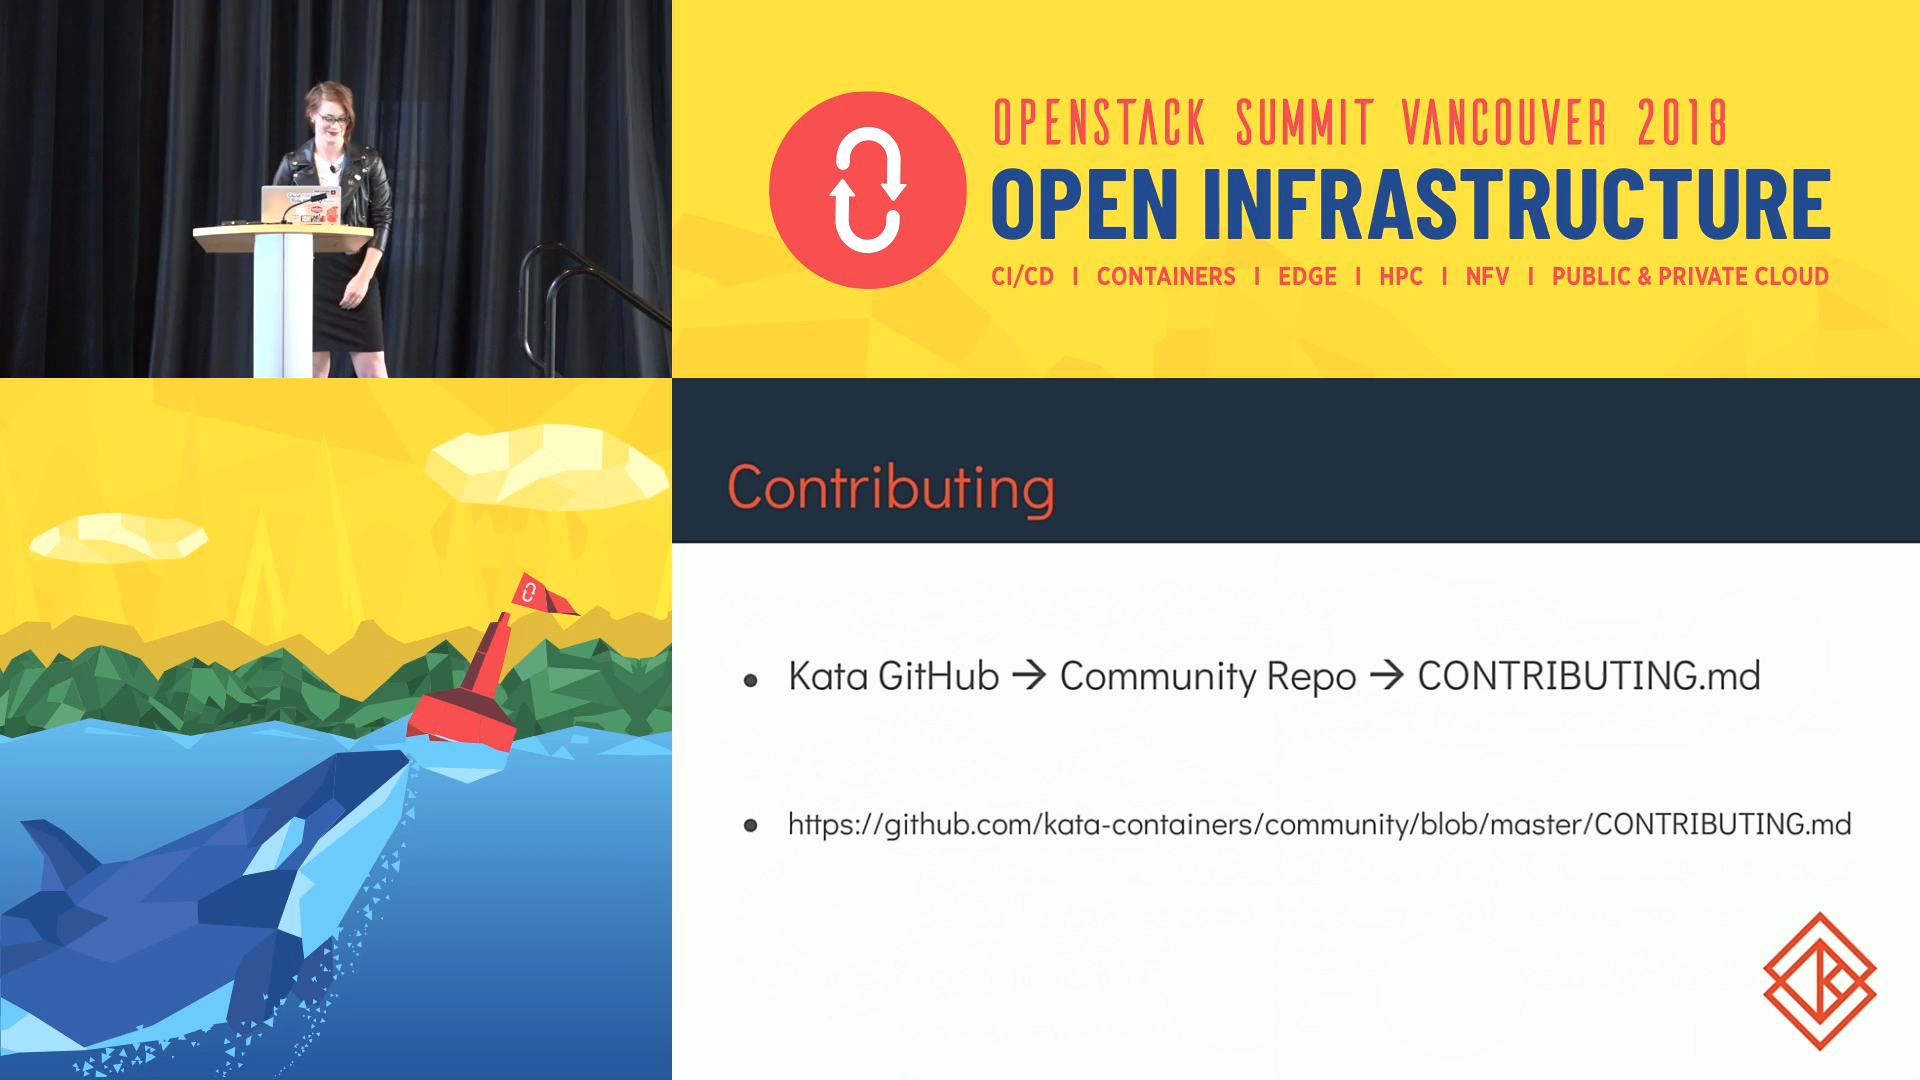 OPENSTACK SUMMIT VANCOUVER 2018
OPEN INFRASTRUCTURE
CI/CD | CONTAINERS | EDGE | HPC | NFV | PUBLIC & PRIVATE CLOUD
Contributing
• Kata GitHub → Community Repo → CONTRIBUTING.md
• https://github.com/kata-containers/community/blob/master/CONTRIBUTING.md